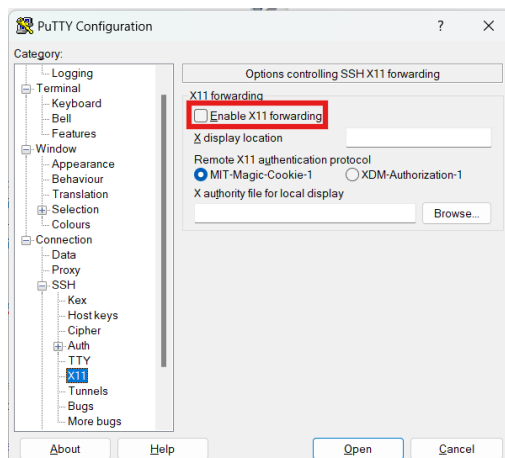 PuTTY Configuration ? ×
Category:
Logging
Terminal
Keyboard
Bell
Features
Window
Appearance
Behaviour
Translation
Selection
Colours
Connection
Data
Proxy
SSH
Kex
Host keys
Cipher
Auth
TTY
X11
Tunnels
Bugs
More bugs
Options controlling SSH X11 forwarding
X11 forwarding
Enable X11 forwarding
X display location
Remote X11 authentication protocol
MIT-Magic-Cookie-1 XDM-Authorization-1
X authority file for local display
Browse...
About Help Open Cancel